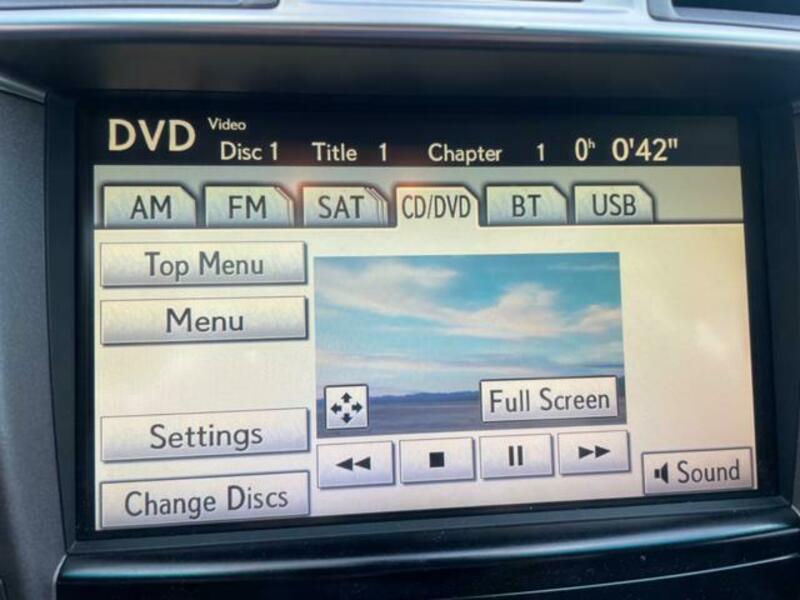 DVD Video
Disc 1 Title 1 Chapter 1 0h 0'42"
AM FM SAT CD/DVD BT USB
Top Menu
Menu
Full Screen
Settings
Sound
Change Discs